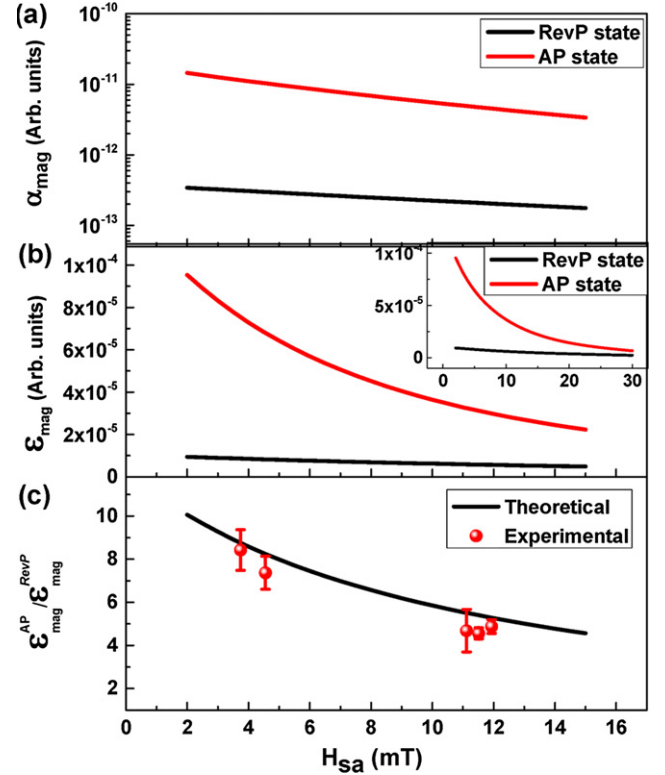 (a)
10⁻¹⁰
10⁻¹¹
10⁻¹²
10⁻¹³
α_mag (Arb. units)
RevP state
AP state
(b)
1x10⁻⁴
8x10⁻⁵
6x10⁻⁵
4x10⁻⁵
2x10⁻⁵
0
ε_mag (Arb. units)
1x10⁻⁴
5x10⁻⁵
0
0 10 20 30
RevP state
AP state
(c)
10
8
6
4
2
ε^AP_mag/ε^RevP_mag
Theoretical
Experimental
0 2 4 6 8 10 12 14 16
H_sa (mT)